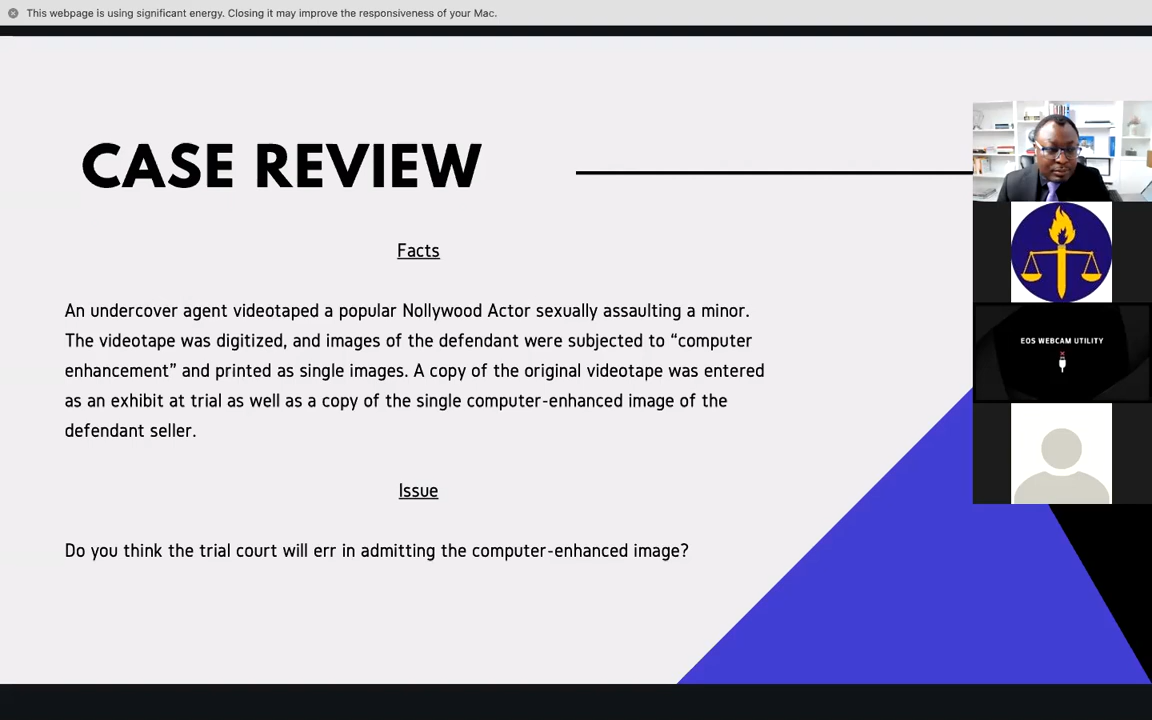 This webpage is using significant energy. Closing it may improve the responsiveness of your Mac.
CASE REVIEW
Facts
An undercover agent videotaped a popular Nollywood Actor sexually assaulting a minor.
The videotape was digitized, and images of the defendant were subjected to “computer
enhancement” and printed as single images. A copy of the original videotape was entered
as an exhibit at trial as well as a copy of the single computer-enhanced image of the
defendant seller.
Issue
Do you think the trial court will err in admitting the computer-enhanced image?
EOS WEBCAM UTILITY